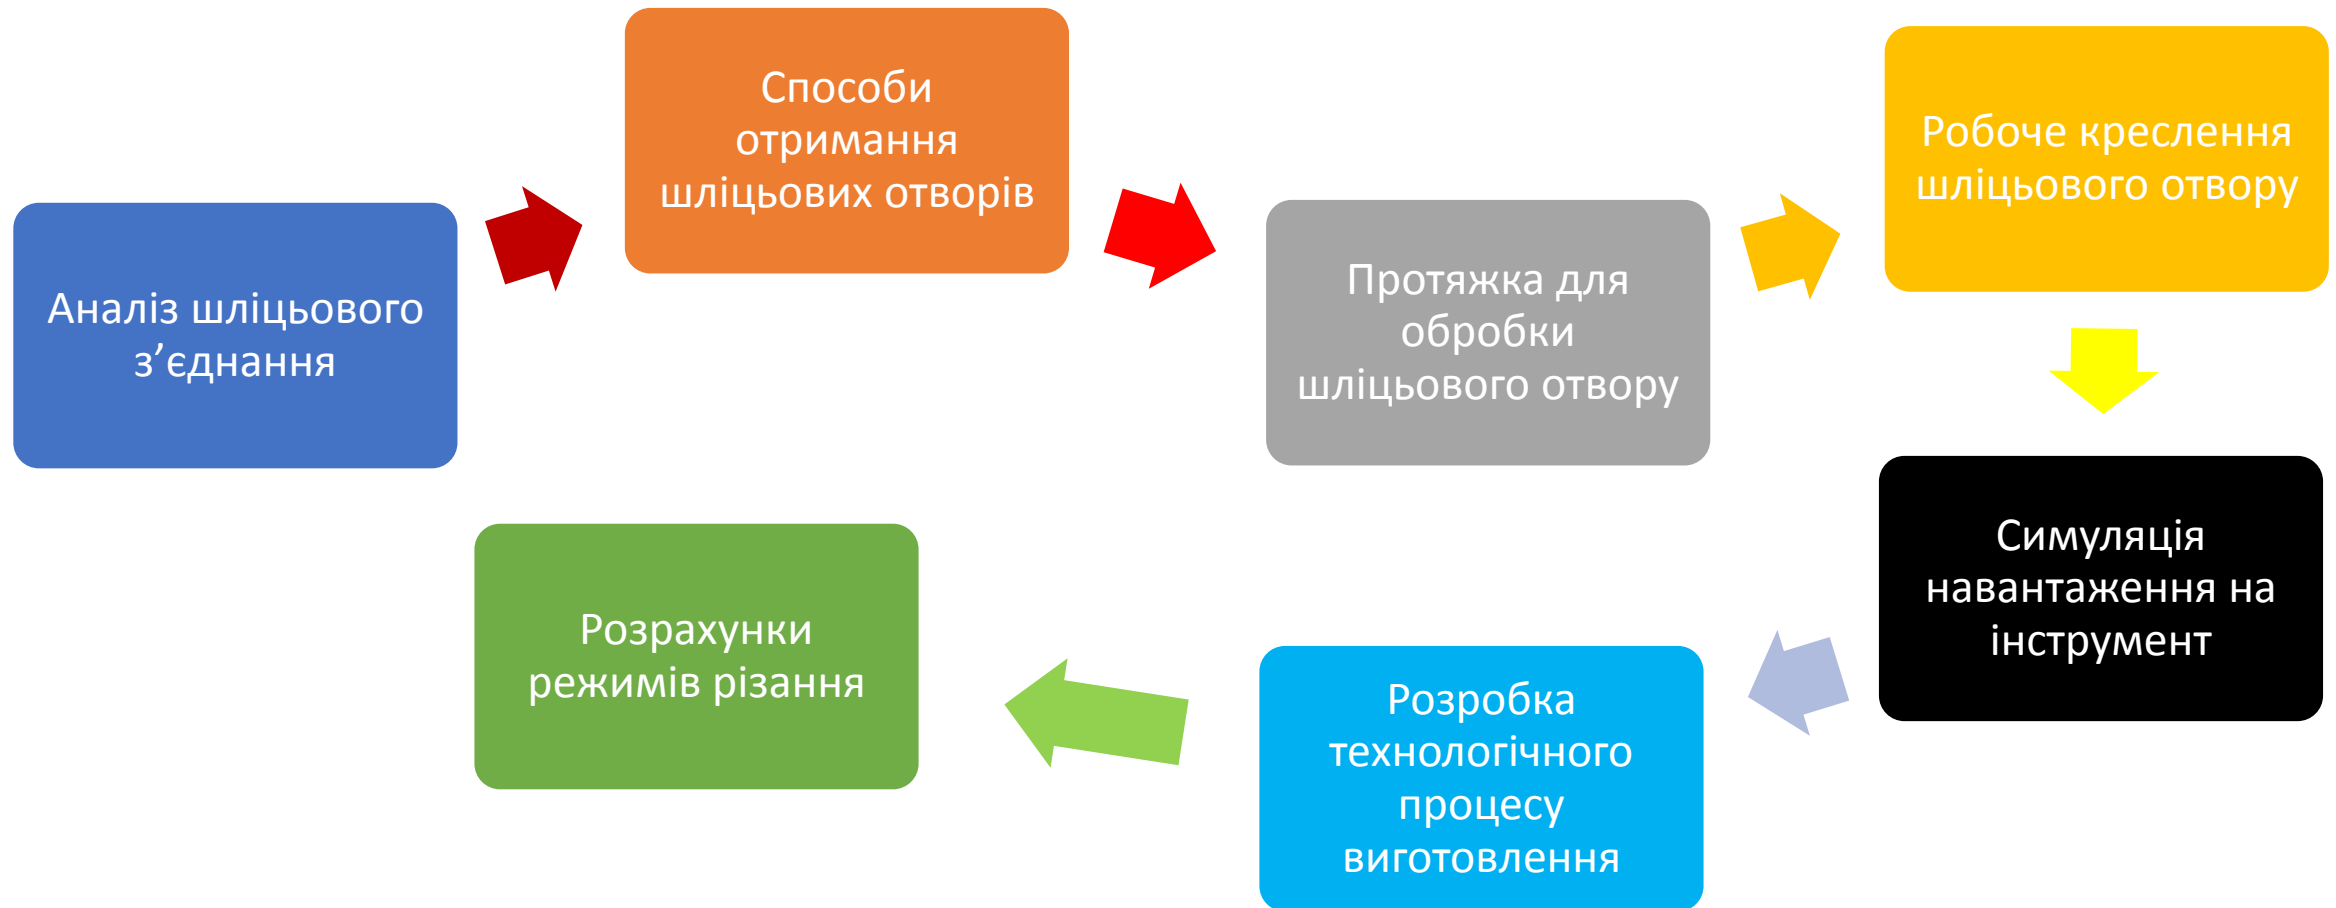 Аналіз шліцьового
з’єднання
Способи
отримання
шліцьових отворів
Протяжка для
обробки
шліцьового отвору
Робоче креслення
шліцьового отвору
Симуляція
навантаження на
інструмент
Розробка
технологічного
процесу
виготовлення
Розрахунки
режимів різання